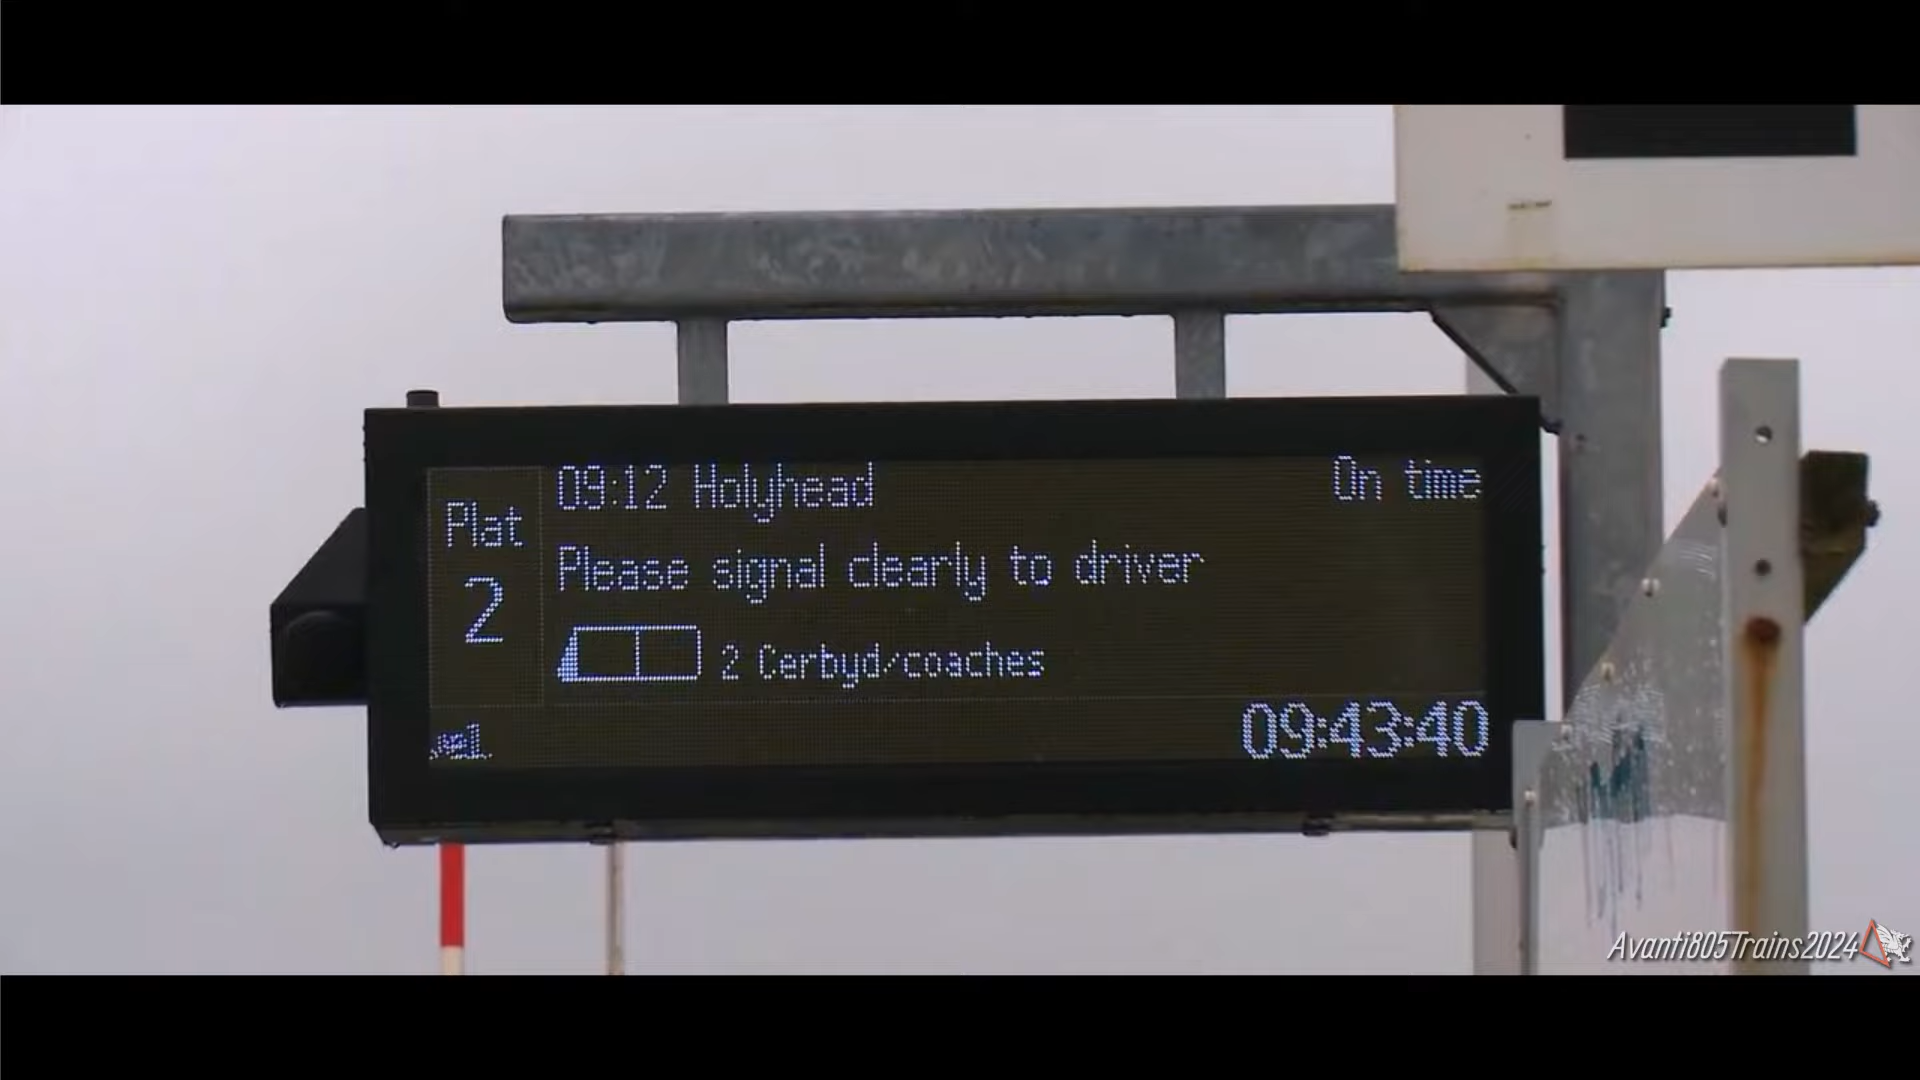 09:12 Holyhead On time
Plat
2
Please signal clearly to driver
2 Cerbyd/coaches
09:43:40
Avanti805Trains2024